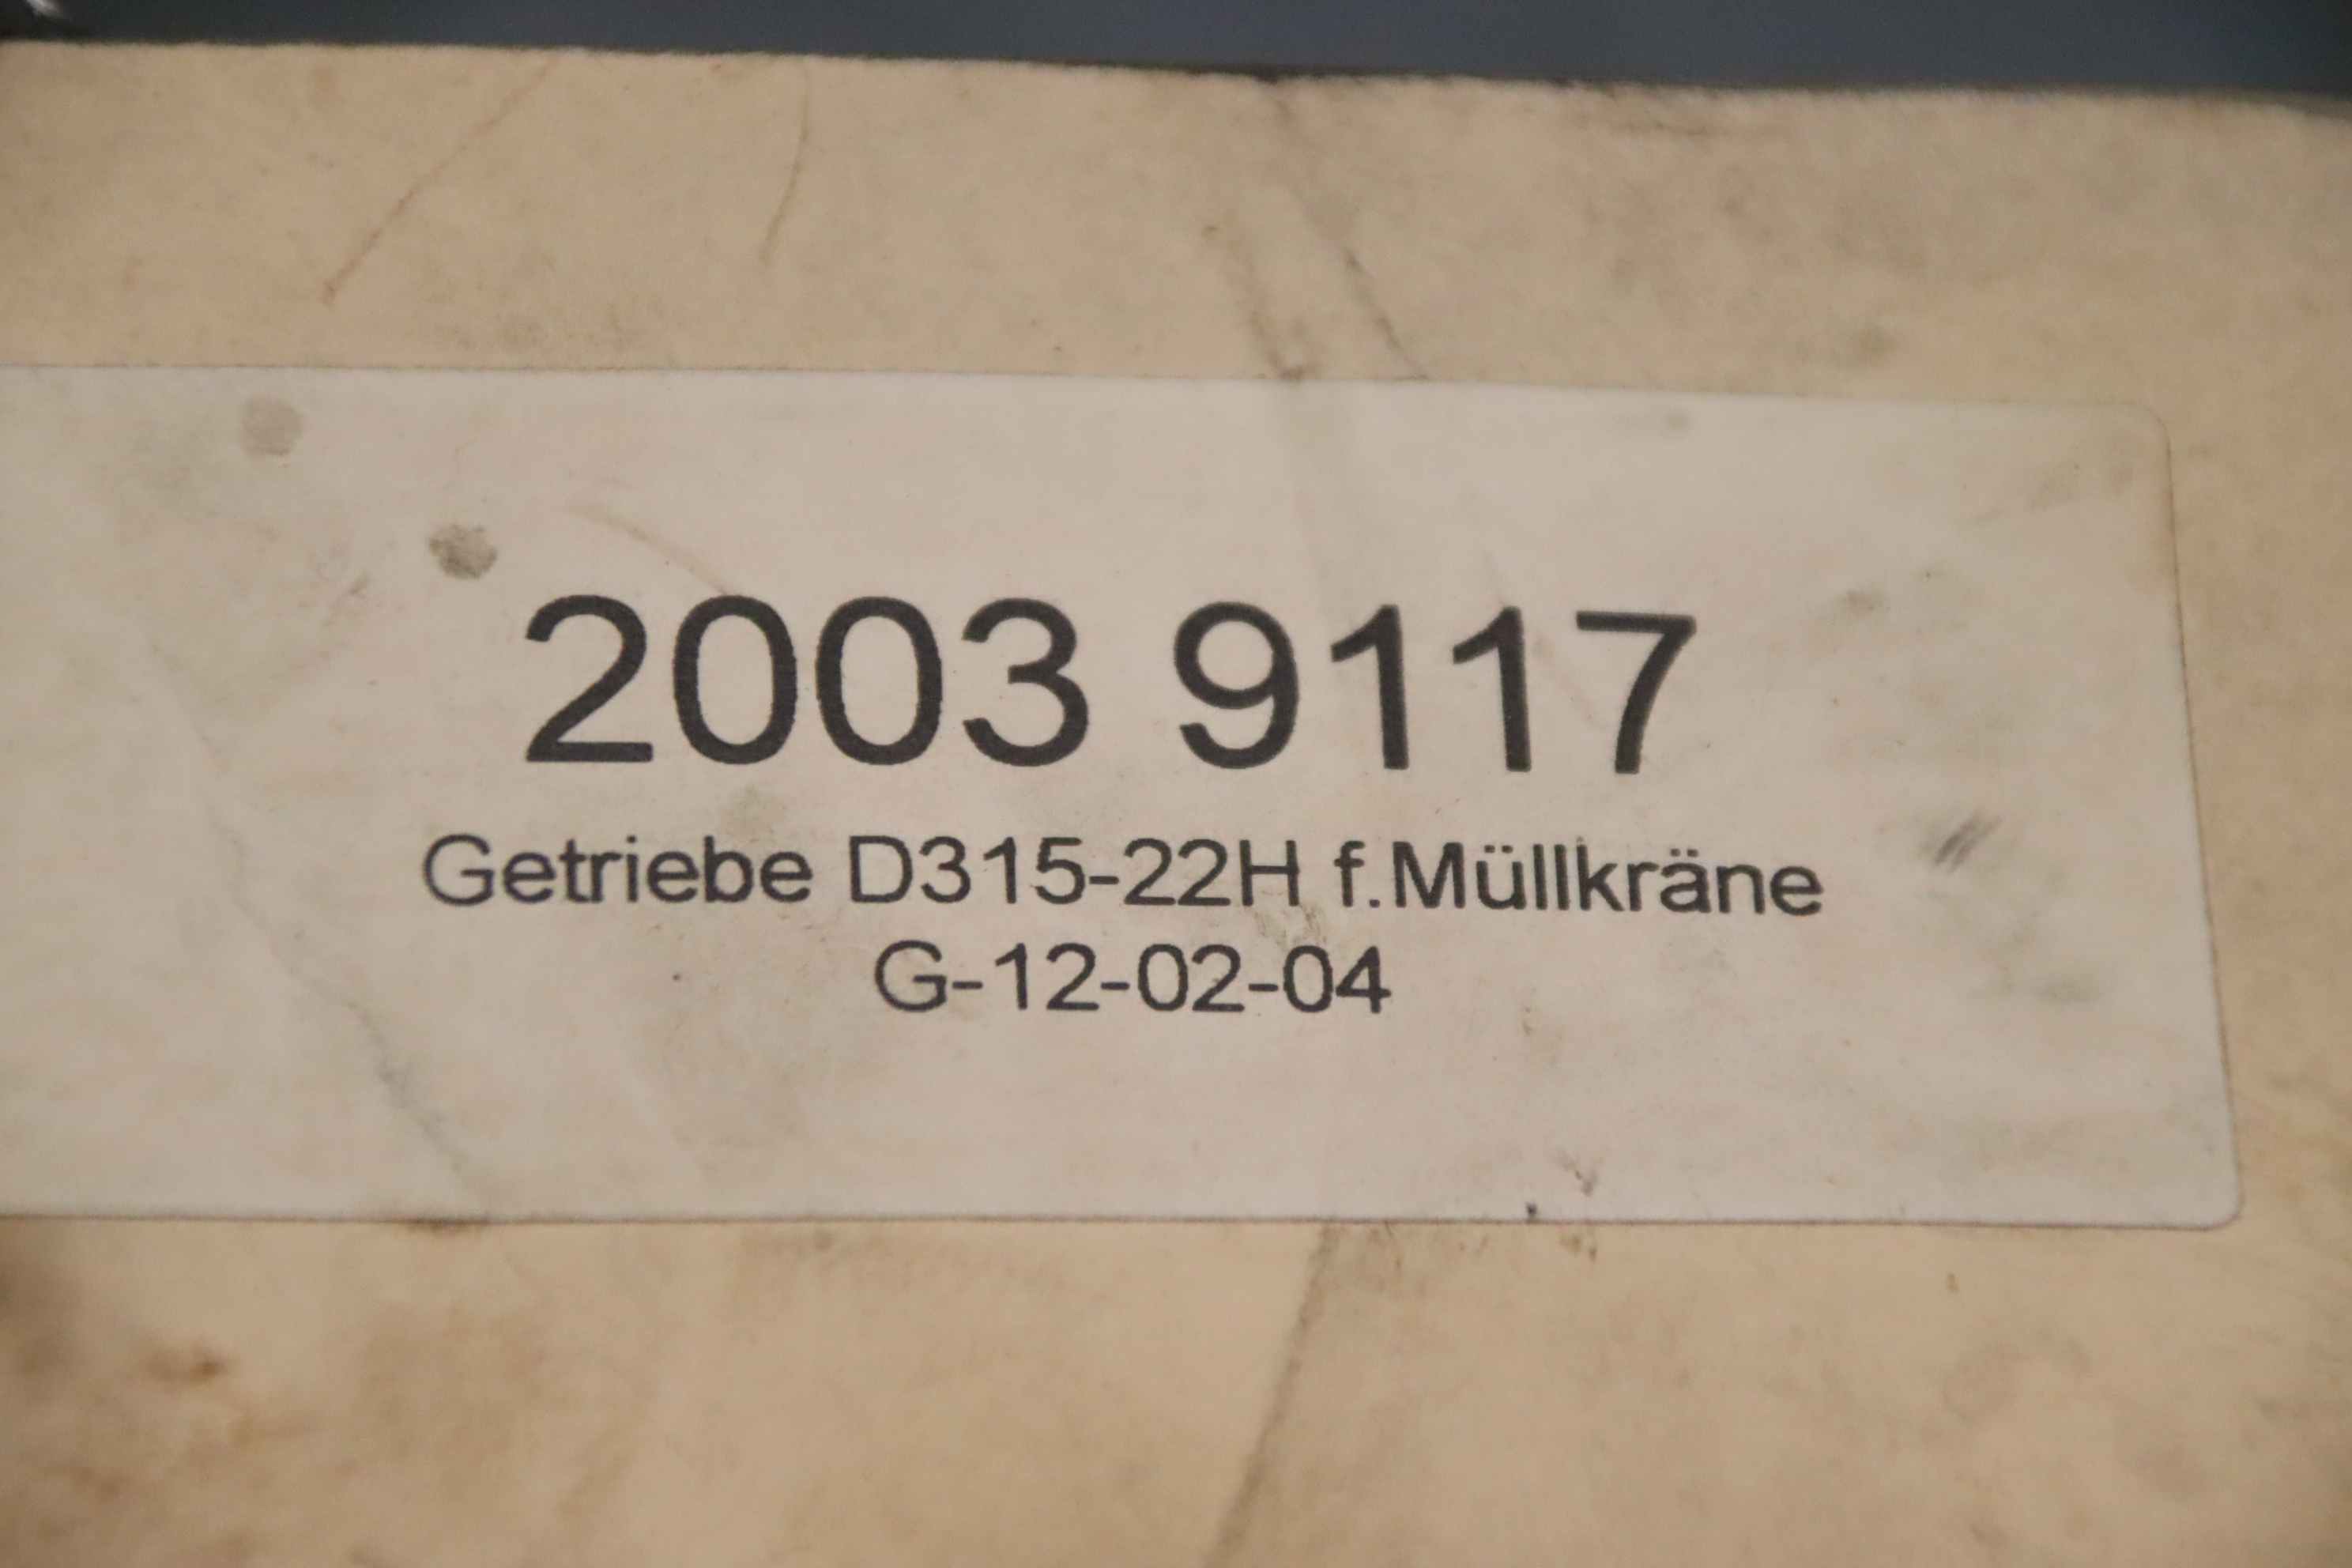 2003 9117
Getriebe D315-22H f.Müllkräne
G-12-02-04